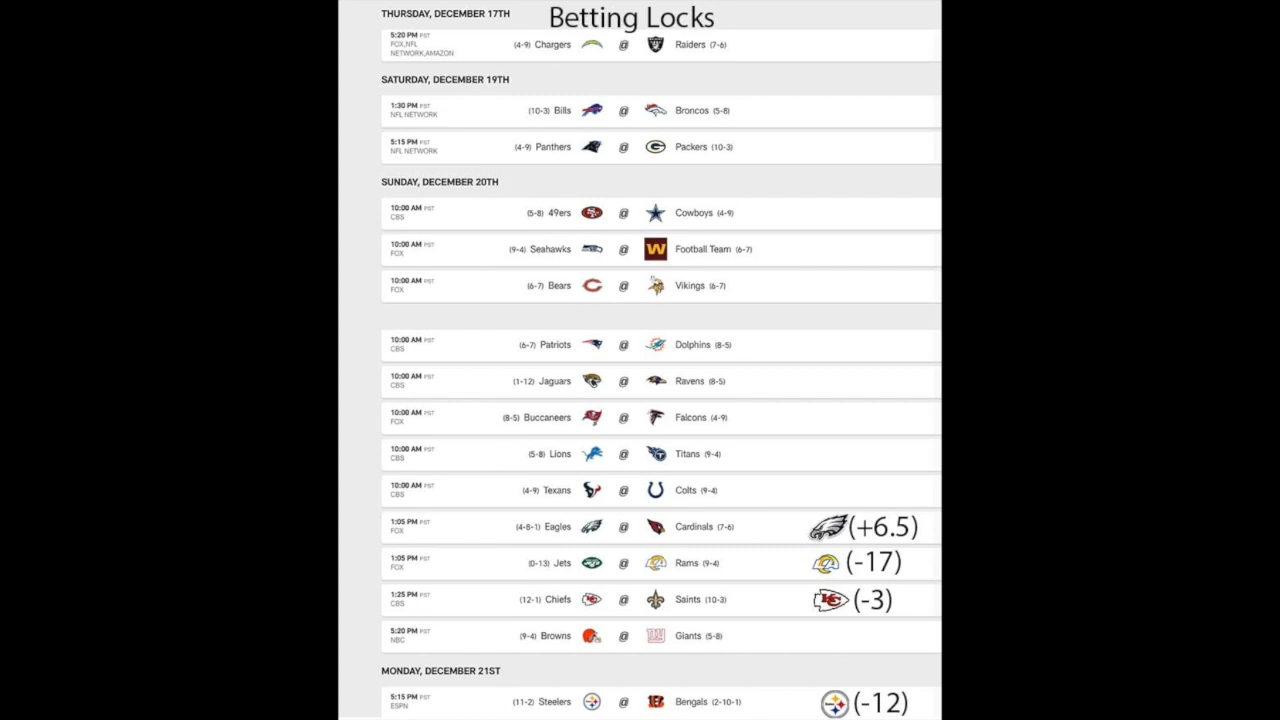 Betting Locks
THURSDAY, DECEMBER 17TH
5:20 PM PST
FOX,NFL
NETWORK,AMAZON
(4-9) Chargers @ Raiders (7-6)
SATURDAY, DECEMBER 19TH
1:30 PM PST
NFL NETWORK
(10-3) Bills @ Broncos (5-8)
5:15 PM PST
NFL NETWORK
(4-9) Panthers @ Packers (10-3)
SUNDAY, DECEMBER 20TH
10:00 AM PST
CBS
(5-8) 49ers @ Cowboys (4-9)
10:00 AM PST
FOX
(9-4) Seahawks @ W Football Team (6-7)
10:00 AM PST
FOX
(6-7) Bears @ Vikings (6-7)
10:00 AM PST
CBS
(6-7) Patriots @ Dolphins (8-5)
10:00 AM PST
CBS
(1-12) Jaguars @ Ravens (8-5)
10:00 AM PST
FOX
(8-5) Buccaneers @ Falcons (4-9)
10:00 AM PST
CBS
(5-8) Lions @ Titans (9-4)
10:00 AM PST
CBS
(4-9) Texans @ Colts (9-4)
1:05 PM PST
FOX
(4-8-1) Eagles @ Cardinals (7-6) (+6.5)
1:05 PM PST
FOX
(0-13) Jets @ Rams (9-4) (-17)
1:25 PM PST
CBS
(12-1) Chiefs @ Saints (10-3) KC (-3)
5:20 PM PST
NBC
(9-4) Browns @ Giants (5-8)
MONDAY, DECEMBER 21ST
5:15 PM PST
ESPN
(11-2) Steelers @ Bengals (2-10-1) (-12)